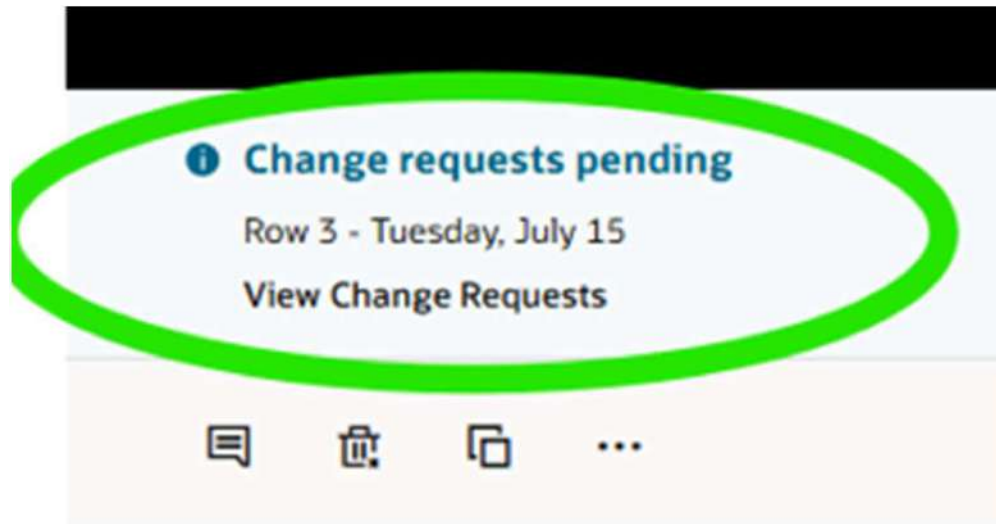 Change requests pending
Row 3 - Tuesday, July 15
View Change Requests